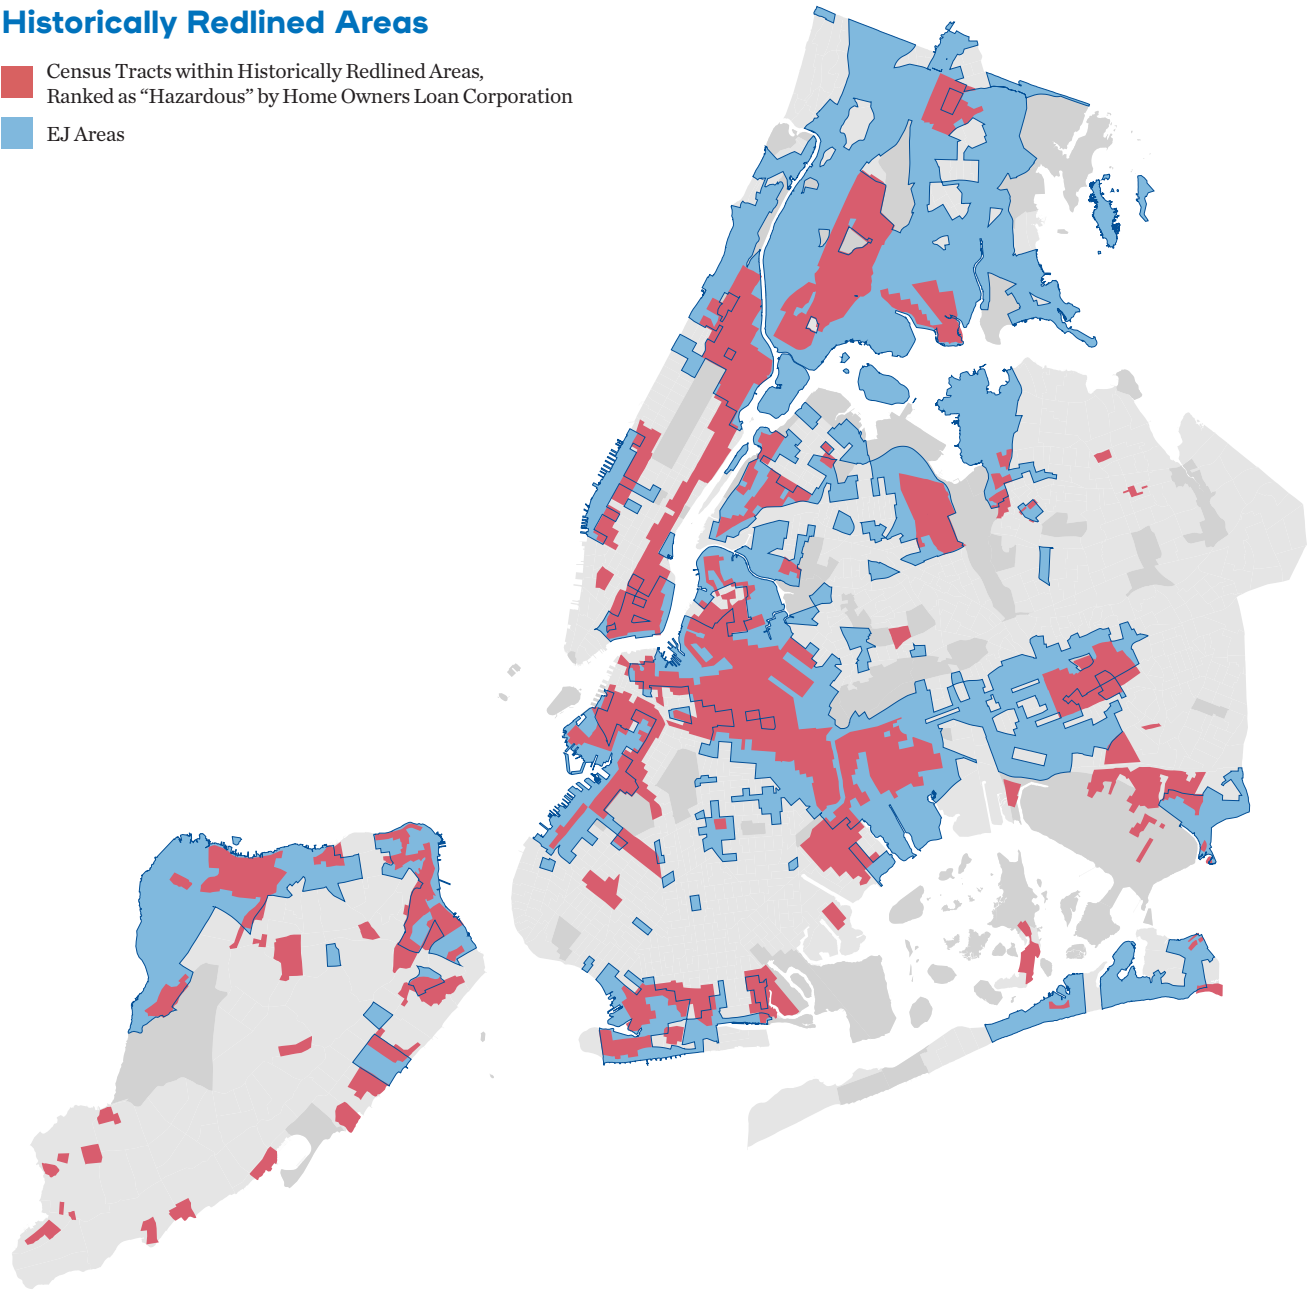 Historically Redlined Areas
Census Tracts within Historically Redlined Areas,
Ranked as “Hazardous” by Home Owners Loan Corporation
EJ Areas